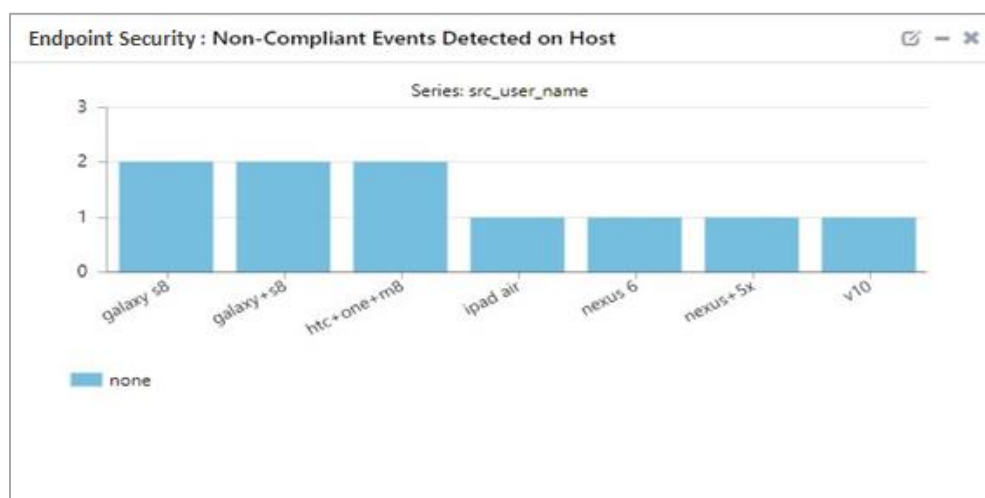 Endpoint Security : Non-Compliant Events Detected on Host
Series: src_user_name
3
2
1
0
galaxy s8
galaxy+s8
htc+one+m8
ipad air
nexus 6
nexus+5x
v10
none